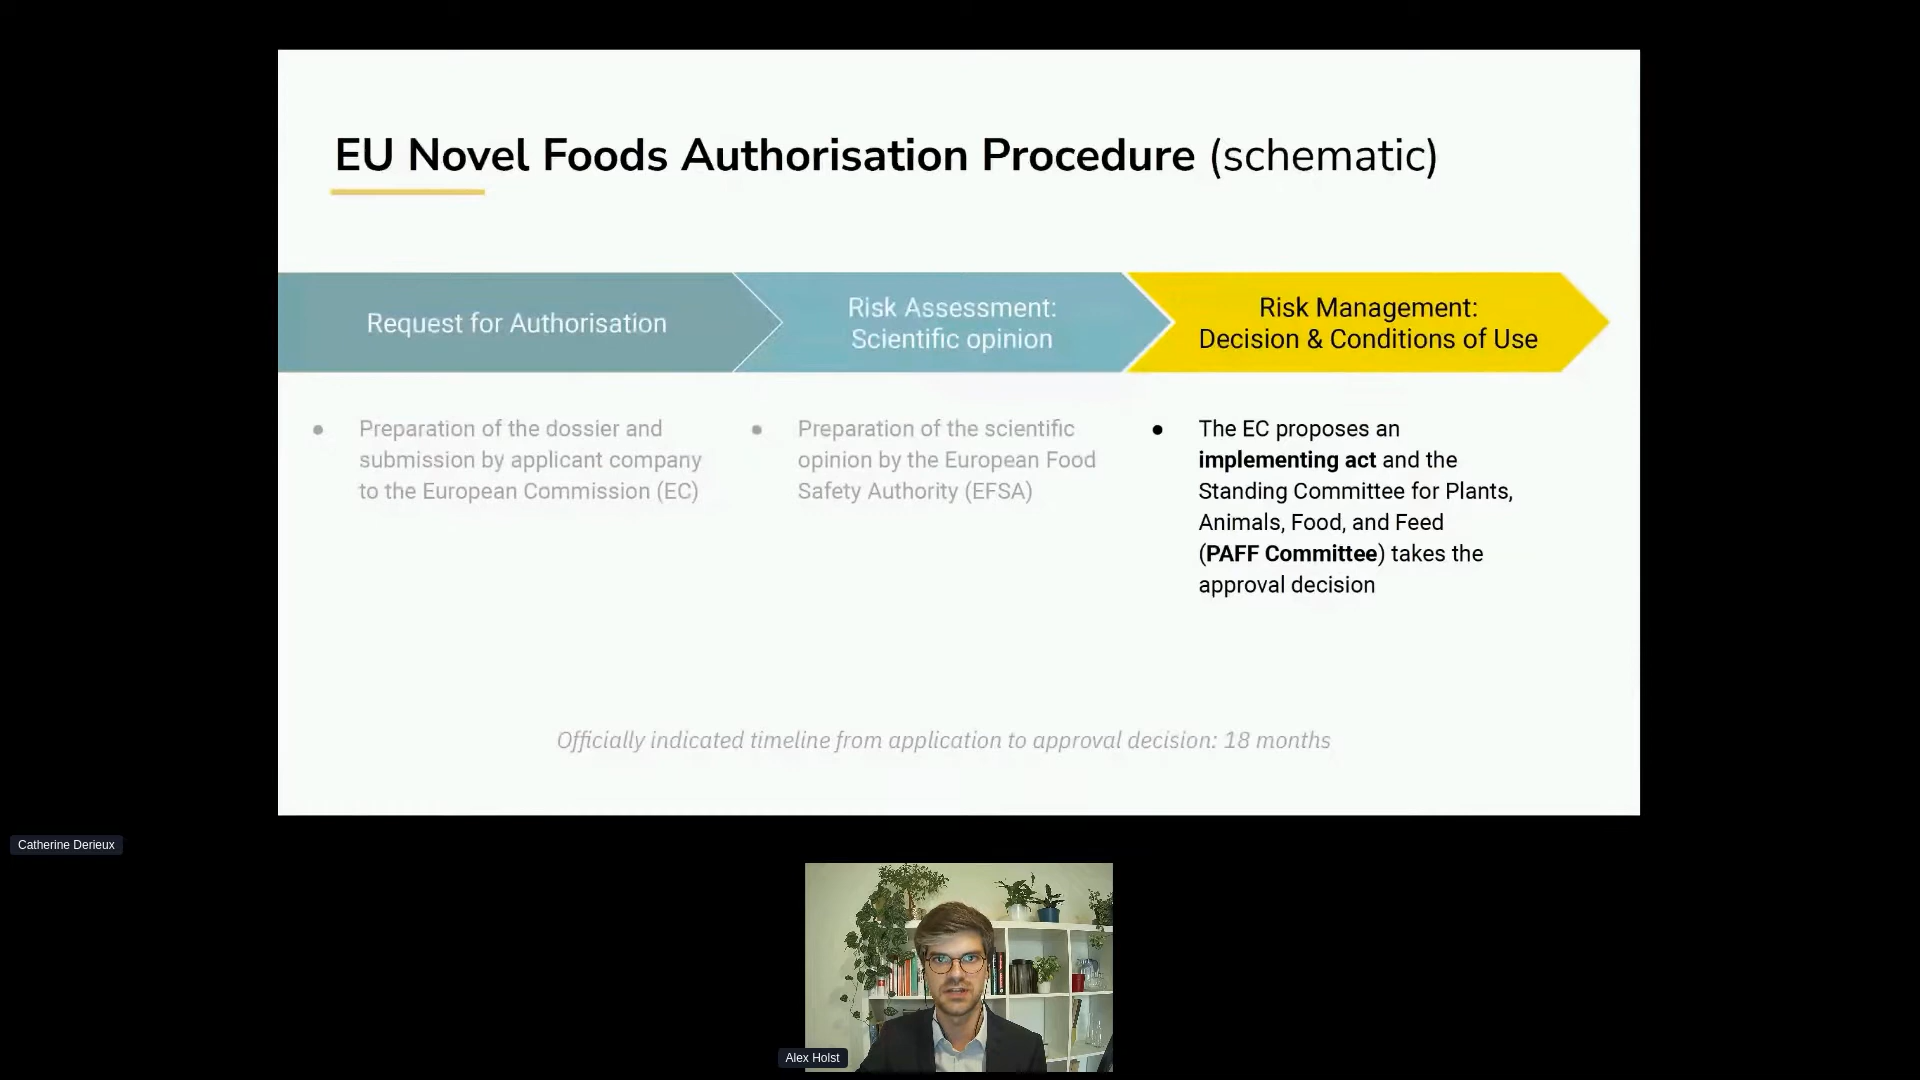 EU Novel Foods Authorisation Procedure (schematic)
Request for Authorisation
Risk Assessment:
Scientific opinion
Risk Management:
Decision & Conditions of Use
● Preparation of the dossier and
submission by applicant company
to the European Commission (EC)
● Preparation of the scientific
opinion by the European Food
Safety Authority (EFSA)
● The EC proposes an
implementing act and the
Standing Committee for Plants,
Animals, Food, and Feed
(PAFF Committee) takes the
approval decision
Officially indicated timeline from application to approval decision: 18 months
Catherine Derieux
Alex Holst